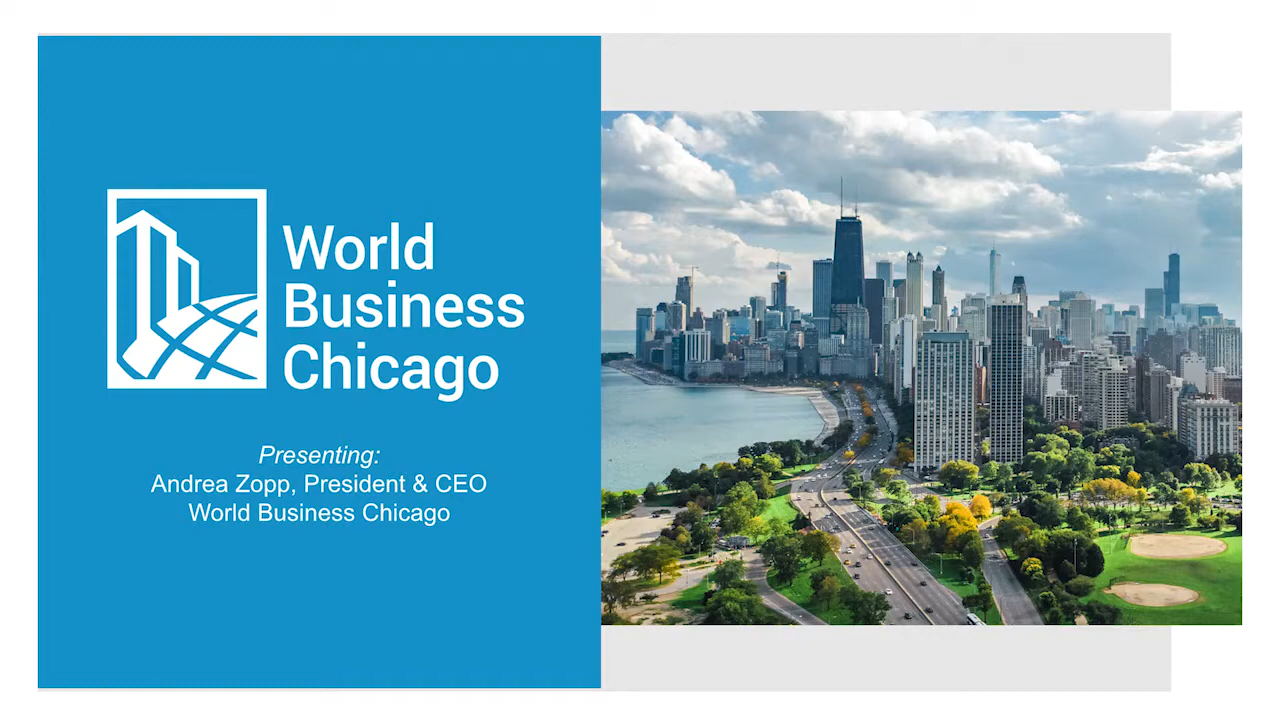 World
Business
Chicago
Presenting:
Andrea Zopp, President & CEO
World Business Chicago